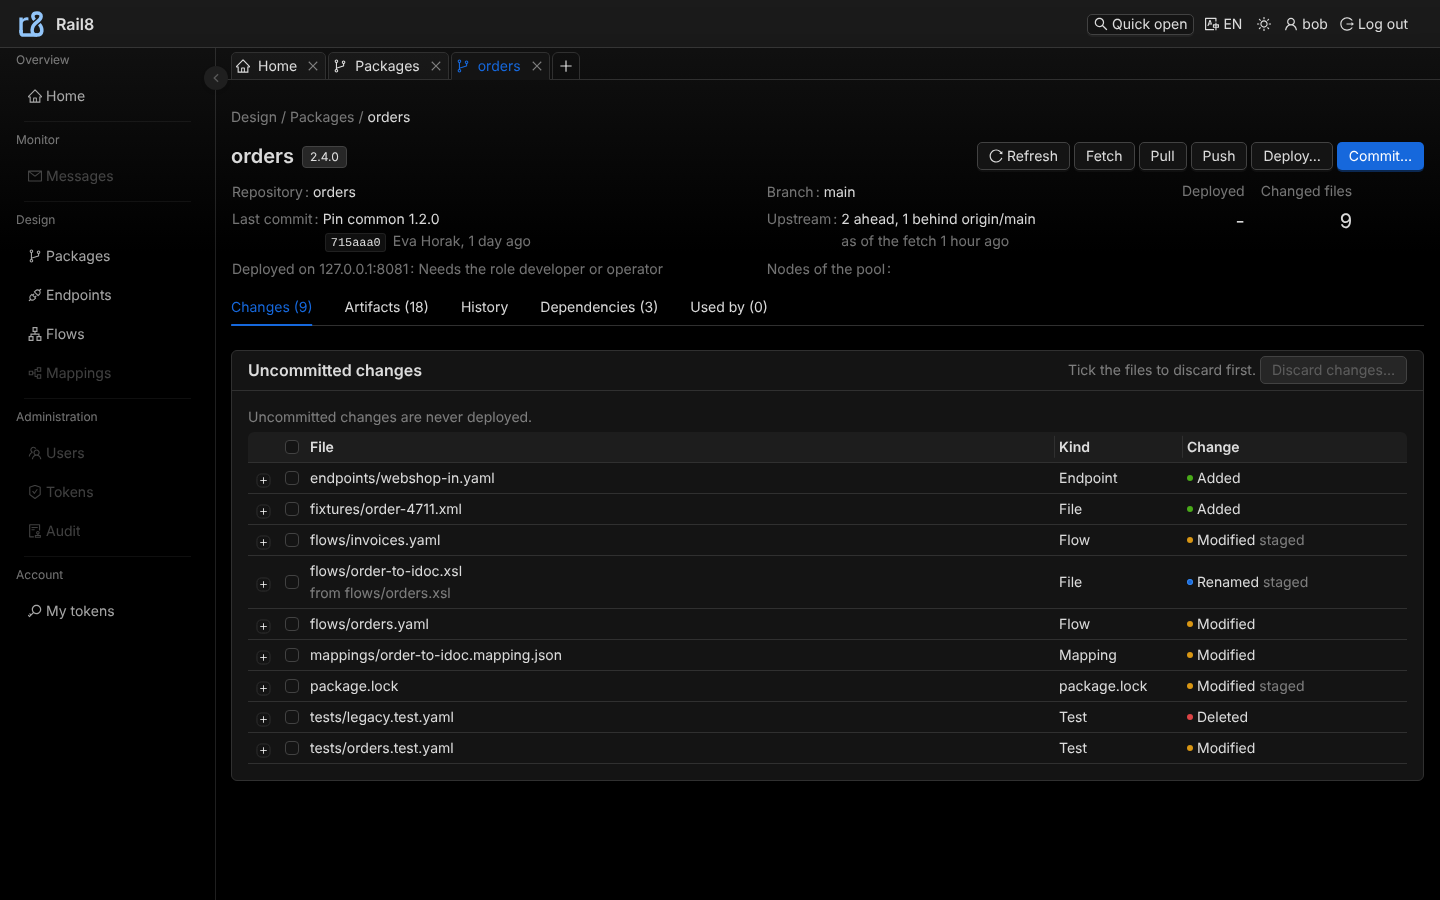 Rail8
Quick open
EN
bob
Log out
Overview
Home
Monitor
Messages
Design
Packages
Endpoints
Flows
Mappings
Administration
Users
Tokens
Audit
Account
My tokens
Home
Packages
orders
Design / Packages / orders
orders 2.4.0
Refresh
Fetch
Pull
Push
Deploy...
Commit...
Repository: orders
Branch: main
Deployed
-
Changed files
9
Last commit: Pin common 1.2.0
715aaa0 Eva Horak, 1 day ago
Upstream: 2 ahead, 1 behind origin/main
as of the fetch 1 hour ago
Deployed on 127.0.0.1:8081: Needs the role developer or operator
Nodes of the pool:
Changes (9)
Artifacts (18)
History
Dependencies (3)
Used by (0)
Uncommitted changes
Tick the files to discard first.
Discard changes...
Uncommitted changes are never deployed.
File Kind Change
endpoints/webshop-in.yaml Endpoint Added
fixtures/order-4711.xml File Added
flows/invoices.yaml Flow Modified staged
flows/order-to-idoc.xsl File Renamed staged
from flows/orders.xsl
flows/orders.yaml Flow Modified
mappings/order-to-idoc.mapping.json Mapping Modified
package.lock package.lock Modified staged
tests/legacy.test.yaml Test Deleted
tests/orders.test.yaml Test Modified